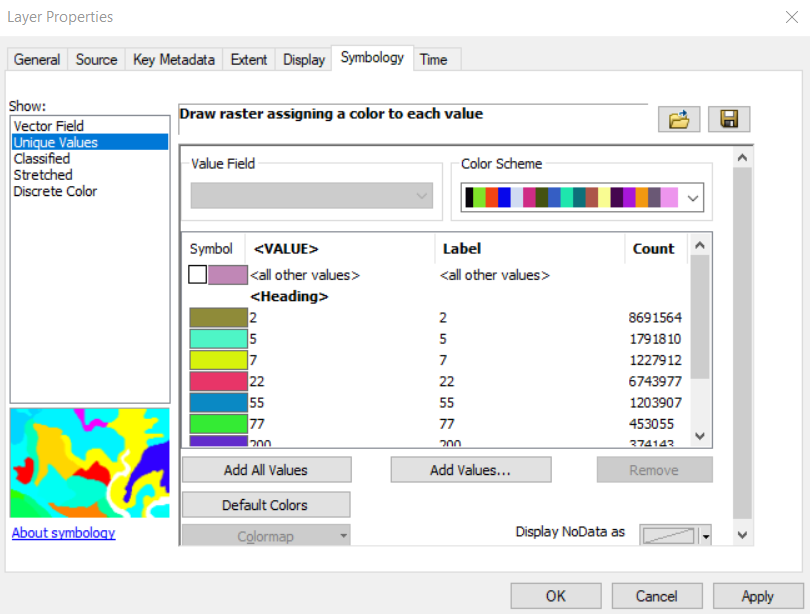 Layer Properties
General Source Key Metadata Extent Display Symbology Time
Show:
Vector Field
Unique Values
Classified
Stretched
Discrete Color
About symbology
Draw raster assigning a color to each value
Value Field Color Scheme
Symbol <VALUE> Label Count
<all other values> <all other values>
<Heading>
2 2 8691564
5 5 1791810
7 7 1227912
22 22 6743977
55 55 1203907
77 77 453055
200 200 374143
Add All Values Add Values... Remove
Default Colors
Colormap Display NoData as
OK Cancel Apply